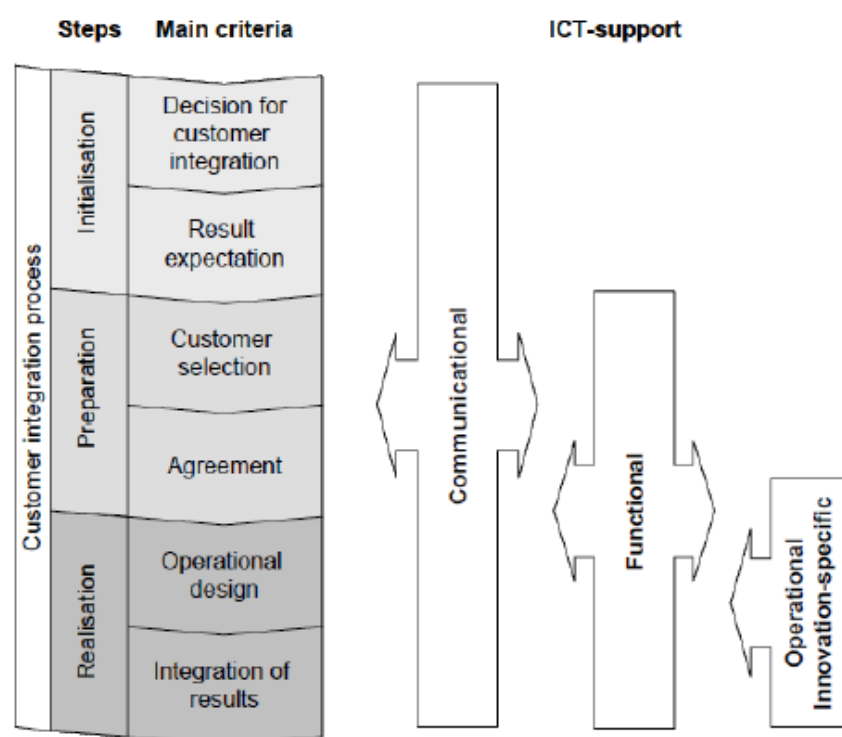 Steps Main criteria ICT-support
Customer integration process
Initialisation
Decision for
customer
integration
Result
expectation
Preparation
Customer
selection
Agreement
Realisation
Operational
design
Integration of
results
Communicational
Functional
Operational
Innovation-specific